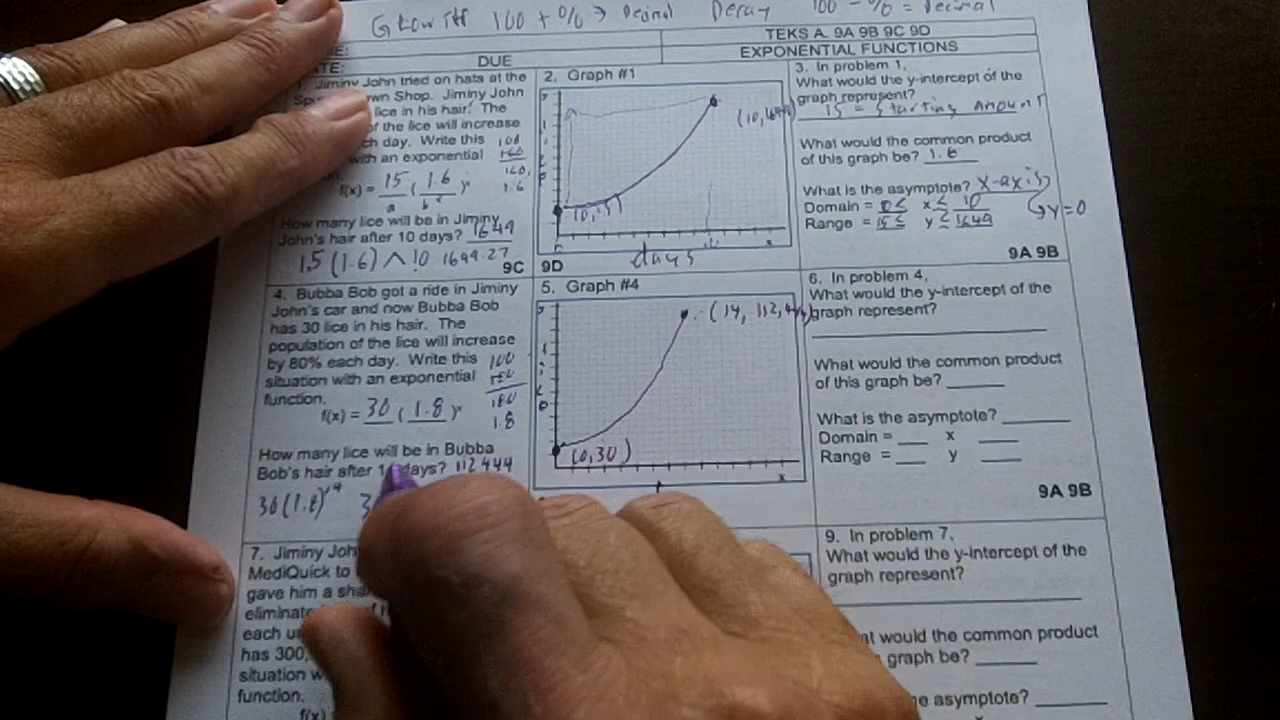 Growth 100 + % → Decimal Decay 100 - % = Decimal
TEKS A. 9A 9B 9C 9D
DUE
EXPONENTIAL FUNCTIONS
1. Jiminy John tried on hats at the
wn Shop. Jiminy John
lice in his hair. The
of the lice will increase
ch day. Write this
with an exponential
100
160
1.6
f(x) = 15 ( 1.6 )ˣ
a b
How many lice will be in Jiminy
John's hair after 10 days? 1649
15 (1.6) ^ 10 1649.27
9C
2. Graph #1
(10, 1649)
(0, 15)
days
x
9D
3. In problem 1,
What would the y-intercept of the
graph represent?
15 = starting amount
What would the common product
of this graph be? 1.6
What is the asymptote? x-axis
y=0
Domain = 0 ≤ x ≤ 10
Range = 15 ≤ y ≤ 1649
9A 9B
4. Bubba Bob got a ride in Jiminy
John's car and now Bubba Bob
has 30 lice in his hair. The
population of the lice will increase
by 80% each day. Write this
situation with an exponential
function.
100
180
1.8
f(x) = 30 ( 1.8 )ˣ
How many lice will be in Bubba
Bob's hair after days? 112444
30(1.8)¹⁴
5. Graph #4
(14, 112,444)
(0,30)
x
6. In problem 4,
What would the y-intercept of the
graph represent?
What would the common product
of this graph be?
What is the asymptote?
Domain = x
Range = y
9A 9B
7. Jiminy Joh
MediQuick to
gave him a sha
eliminate
each u
has 300,
situation w
function.
f(x)
9. In problem 7,
What would the y-intercept of the
graph represent?
at would the common product
graph be?
e asymptote?